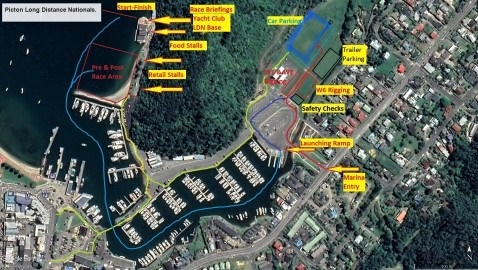 Picton Long Distance Nationals.
Start-Finish
Race Briefings
Yacht Club
LDN Base
Car Parking
Food Stalls
Trailer
Parking
Pre & Post
Race Area
Retail Stalls
W6 Rigging
Safety Checks
Launching Ramp
Marina
Entry